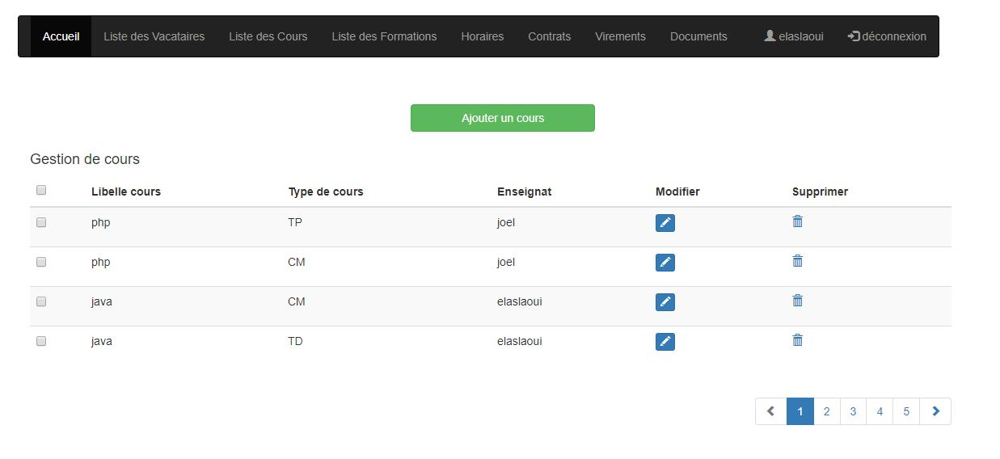 Accueil Liste des Vacataires Liste des Cours Liste des Formations Horaires Contrats Virements Documents elaslaoui déconnexion
Ajouter un cours
Gestion de cours
Libelle cours Type de cours Enseignat Modifier Supprimer
php TP joel
php CM joel
java CM elaslaoui
java TD elaslaoui
1 2 3 4 5